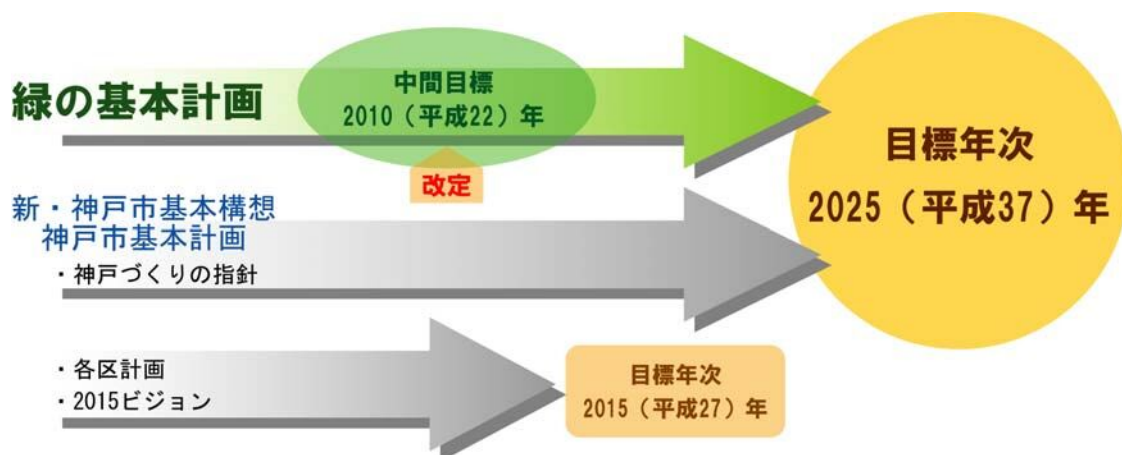 緑の基本計画
中間目標
2010（平成22）年
改定
目標年次
2025（平成37）年
新・神戸市基本構想
神戸市基本計画
・神戸づくりの指針
・各区計画
・2015ビジョン
目標年次
2015（平成27）年